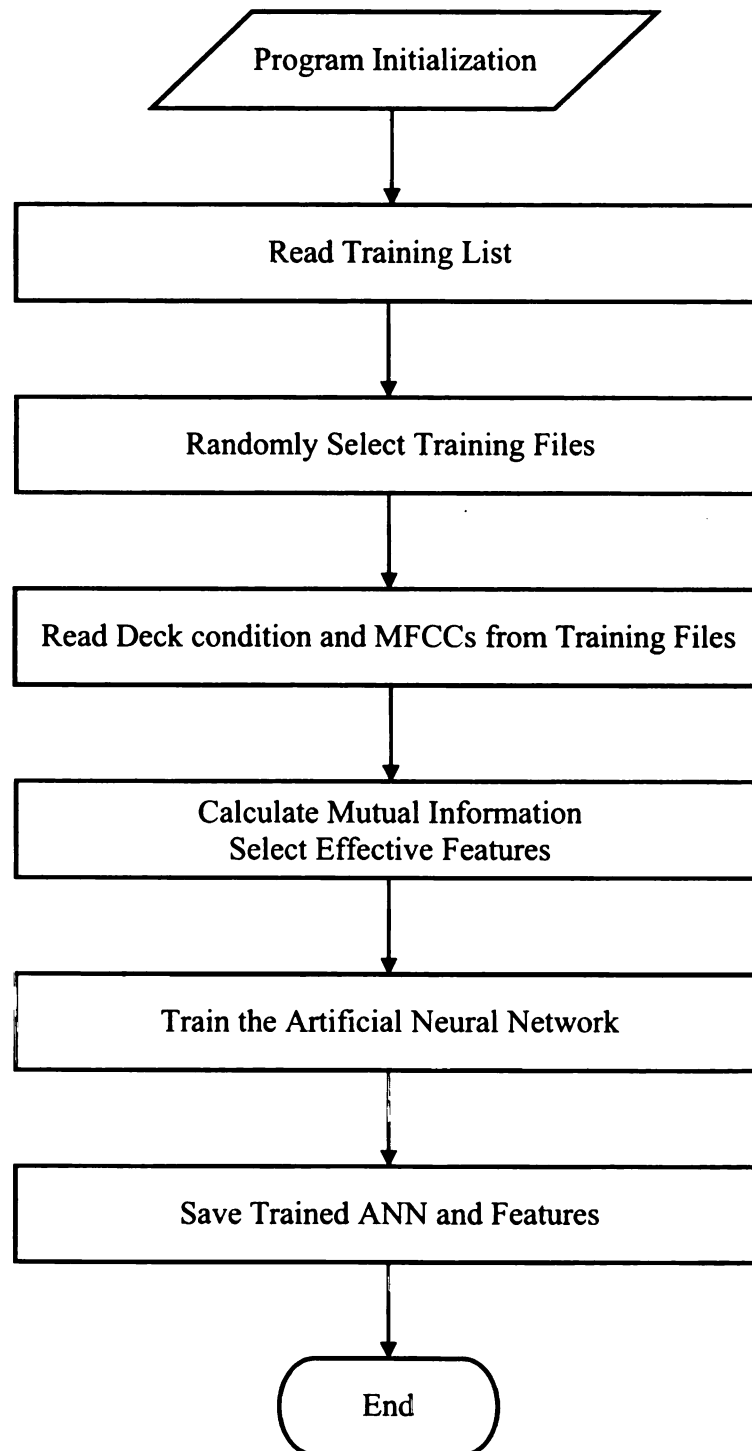 Program Initialization
Read Training List
Randomly Select Training Files
Read Deck condition and MFCCs from Training Files
Calculate Mutual Information
Select Effective Features
Train the Artificial Neural Network
Save Trained ANN and Features
End